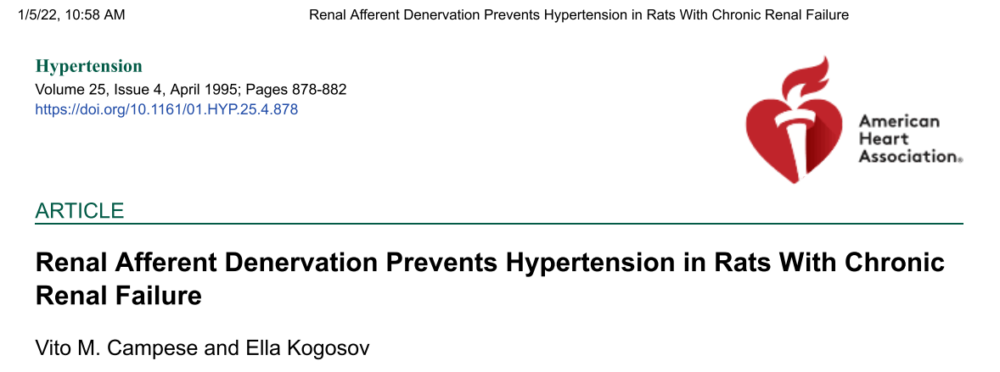 1/5/22, 10:58 AM Renal Afferent Denervation Prevents Hypertension in Rats With Chronic Renal Failure
Hypertension
Volume 25, Issue 4, April 1995; Pages 878-882
https://doi.org/10.1161/01.HYP.25.4.878
American
Heart
Association®
ARTICLE
Renal Afferent Denervation Prevents Hypertension in Rats With Chronic
Renal Failure
Vito M. Campese and Ella Kogosov